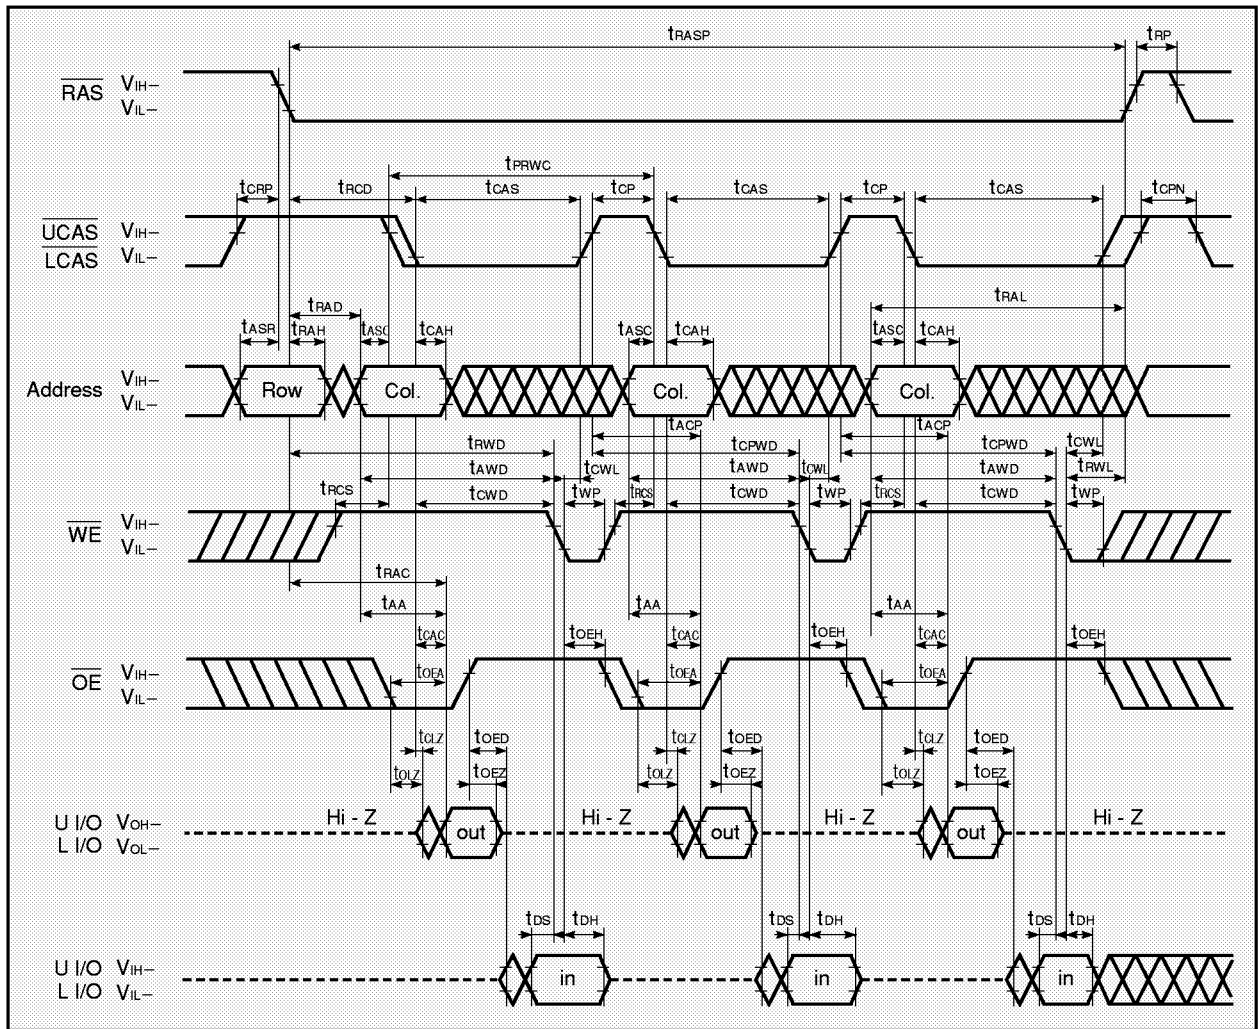 tRASP tRP
RAS VIH–
VIL–
tPRWC
tCRP tRCD tCAS tCP tCAS tCP tCAS tCPN
UCAS VIH–
LCAS VIL–
tRAD tRAL
tASR tRAH tASC tCAH tASC tCAH tASC tCAH
Address VIH–
VIL–
Row Col. Col. Col.
tACP tACP
tRWD tCPWD tCPWD tCWL
tAWD tCWL tAWD tCWL tAWD tRWL
tRCS tCWD tWP tRCS tCWD tWP tRCS tCWD tWP
WE VIH–
VIL–
tRAC
tAA tAA tAA
tCAC tOEH tCAC tOEH tCAC tOEH
OE VIH–
VIL–
tOEA tOEA tOEA
tCLZ tOED tCLZ tOED tCLZ tOED
tOLZ tOEZ tOLZ tOEZ tOLZ tOEZ
Hi - Z Hi - Z Hi - Z Hi - Z
U I/O VOH–
L I/O VOL–
out out out
tDS tDH tDS tDH tDS tDH
U I/O VIH–
L I/O VIL–
in in in